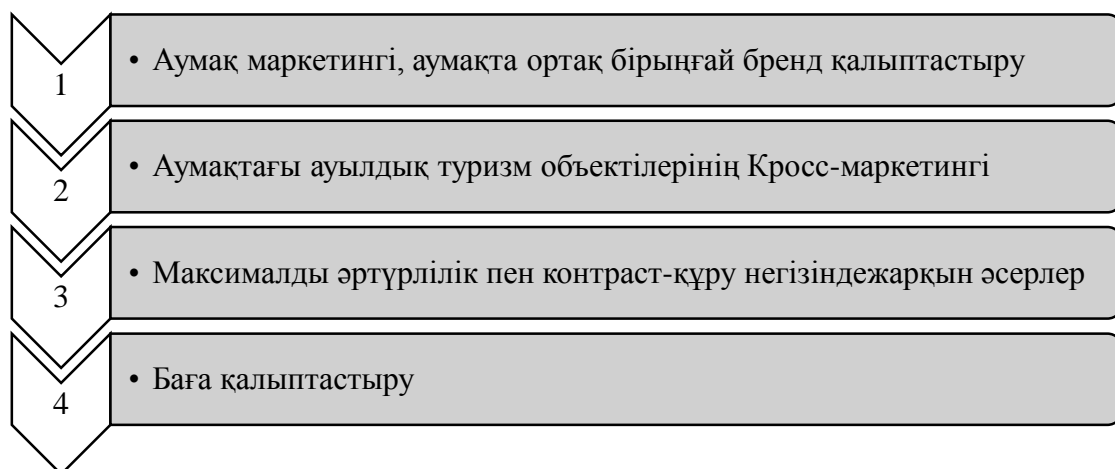 1
• Аумақ маркетингі, аумақта ортақ бірыңғай бренд қалыптастыру
2
• Аумақтағы ауылдық туризм объектілерінің Кросс-маркетингі
3
• Максималды әртүрлілік пен контраст-құру негізіндежарқын әсерлер
4
• Баға қалыптастыру